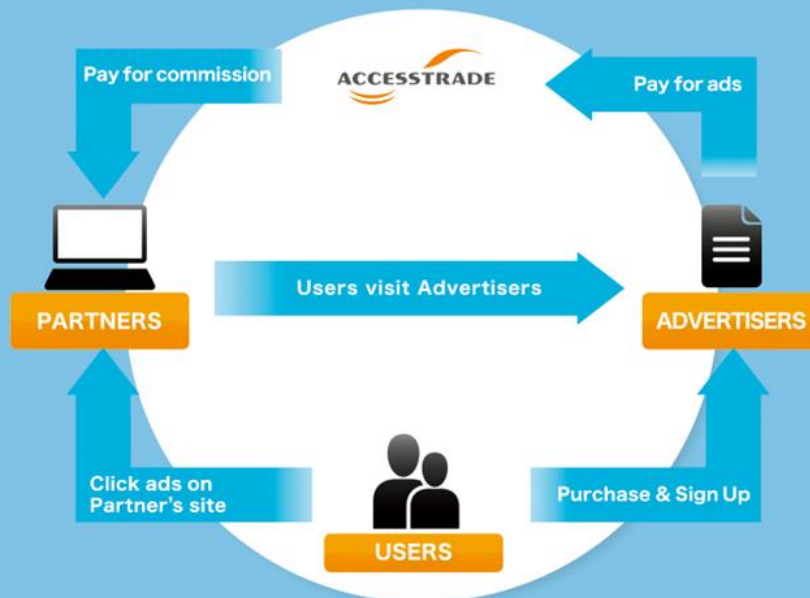 Pay for commission
ACCESSTRADE
Pay for ads
Users visit Advertisers
PARTNERS
ADVERTISERS
Click ads on
Partner's site
Purchase & Sign Up
USERS